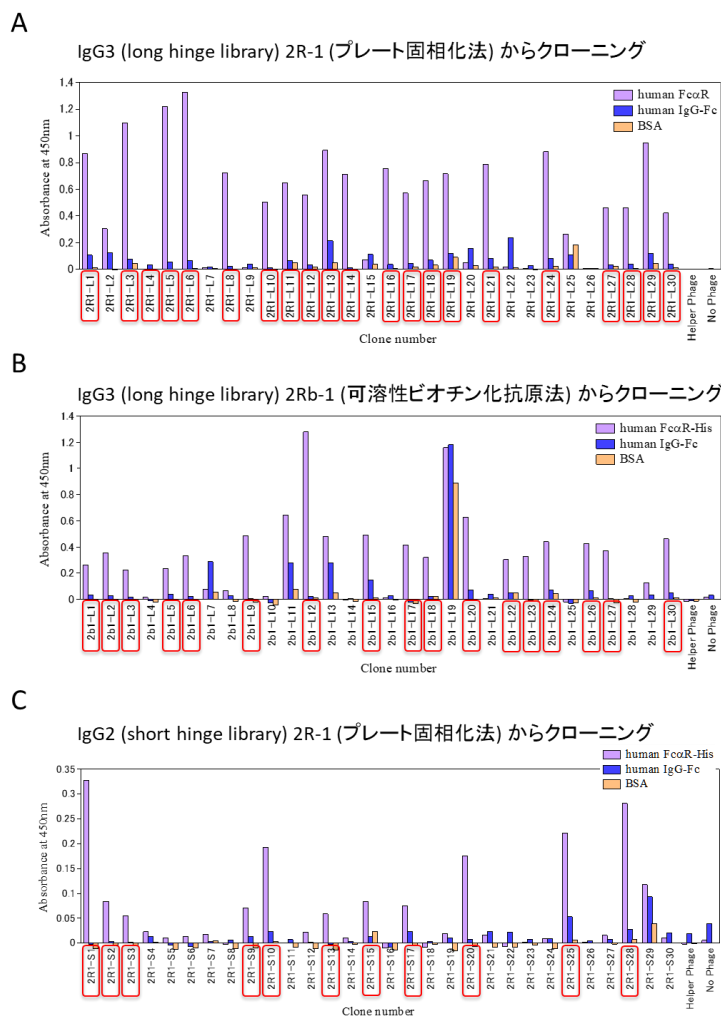 A
IgG3 (long hinge library) 2R-1 (プレート固相化法) からクローニング
Absorbance at 450nm
1.4
1.2
1
0.8
0.6
0.4
0.2
0
human FcαR
human IgG-Fc
BSA
2R1-L1
2R1-L2
2R1-L3
2R1-L4
2R1-L5
2R1-L6
2R1-L7
2R1-L8
2R1-L9
2R1-L10
2R1-L11
2R1-L12
2R1-L13
2R1-L14
2R1-L15
2R1-L16
2R1-L17
2R1-L18
2R1-L19
2R1-L20
2R1-L21
2R1-L22
2R1-L23
2R1-L24
2R1-L25
2R1-L26
2R1-L27
2R1-L28
2R1-L29
2R1-L30
Helper Phage
No Phage
Clone number
B
IgG3 (long hinge library) 2Rb-1 (可溶性ビオチン化抗原法) からクローニング
Absorbance at 450nm
1.4
1.2
1
0.8
0.6
0.4
0.2
0
human FcαR-His
human IgG-Fc
BSA
2b1-L1
2b1-L2
2b1-L3
2b1-L4
2b1-L5
2b1-L6
2b1-L7
2b1-L8
2b1-L9
2b1-L10
2b1-L11
2b1-L12
2b1-L13
2b1-L14
2b1-L15
2b1-L16
2b1-L17
2b1-L18
2b1-L19
2b1-L20
2b1-L21
2b1-L22
2b1-L23
2b1-L24
2b1-L25
2b1-L26
2b1-L27
2b1-L28
2b1-L29
2b1-L30
Helper Phage
No Phage
Clone number
C
IgG2 (short hinge library) 2R-1 (プレート固相化法) からクローニング
Absorbance at 450nm
0.35
0.3
0.25
0.2
0.15
0.1
0.05
0
human FcαR-His
human IgG-Fc
BSA
2R1-S1
2R1-S2
2R1-S3
2R1-S4
2R1-S5
2R1-S6
2R1-S7
2R1-S8
2R1-S9
2R1-S10
2R1-S11
2R1-S12
2R1-S13
2R1-S14
2R1-S15
2R1-S16
2R1-S17
2R1-S18
2R1-S19
2R1-S20
2R1-S21
2R1-S22
2R1-S23
2R1-S24
2R1-S25
2R1-S26
2R1-S27
2R1-S28
2R1-S29
2R1-S30
Helper Phage
No Phage
Clone number